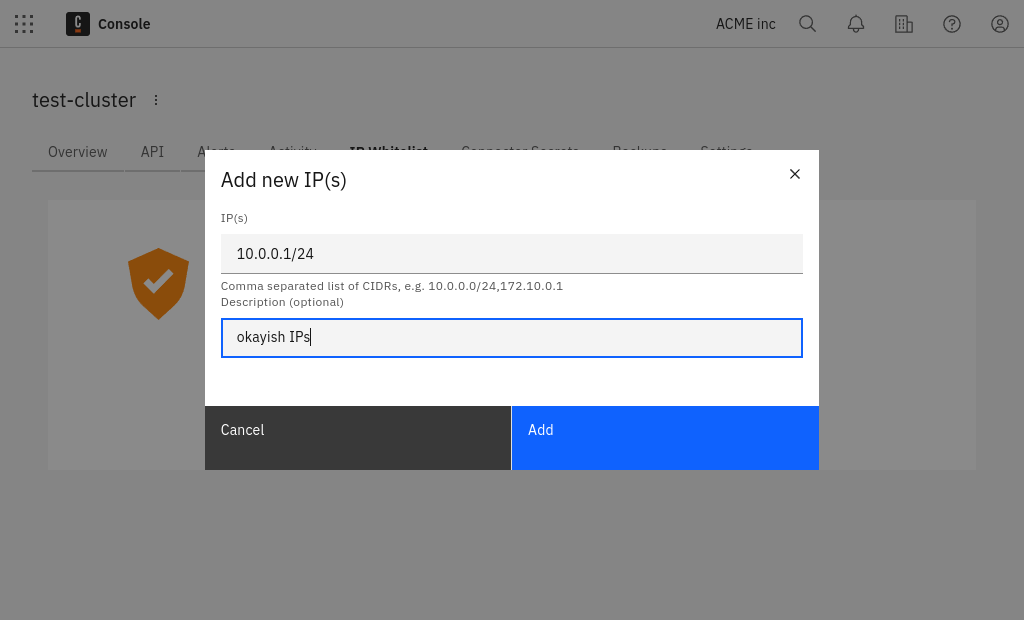 C Console ACME inc
test-cluster
Overview API Alerts Activity IP Whitelist Connector Secrets Backups Settings
Add new IP(s)
IP(s)
10.0.0.1/24
Comma separated list of CIDRs, e.g. 10.0.0.0/24,172.10.0.1
Description (optional)
okayish IPs
Cancel Add